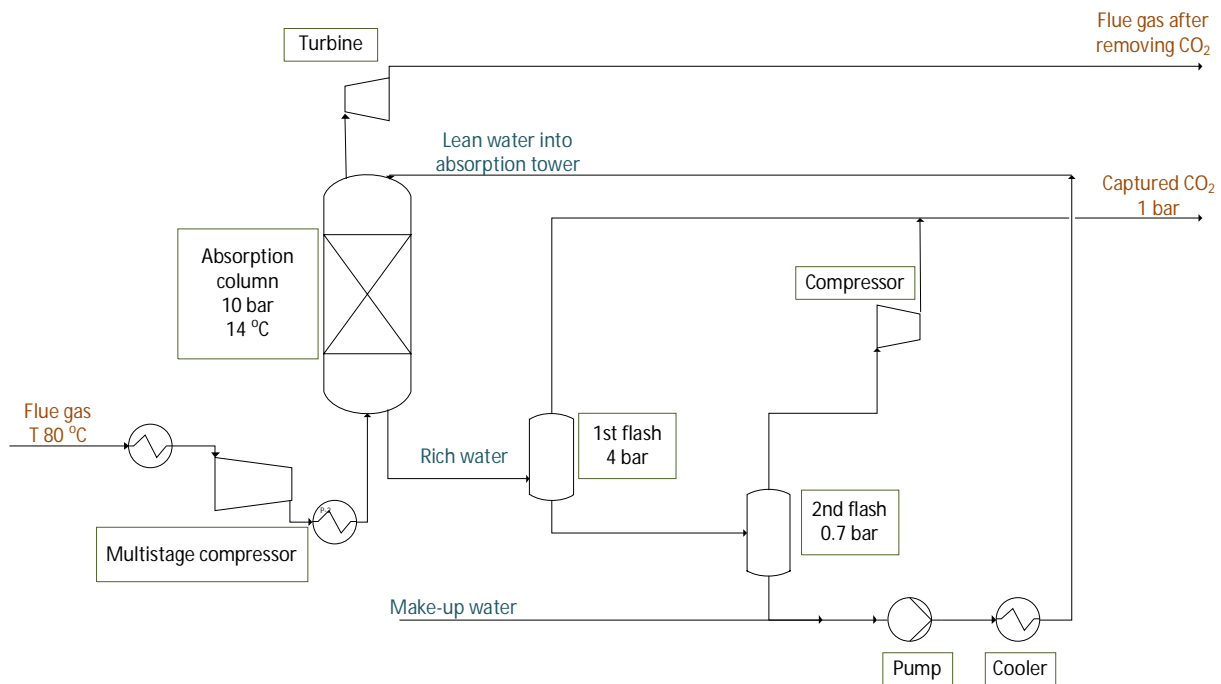 Flue gas after
removing CO₂
Turbine
Lean water into
absorption tower
Captured CO₂
1 bar
Absorption
column
10 bar
14 °C
Compressor
Flue gas
T 80 °C
1st flash
4 bar
Rich water
P-2
2nd flash
0.7 bar
Multistage compressor
Make-up water
Pump
Cooler